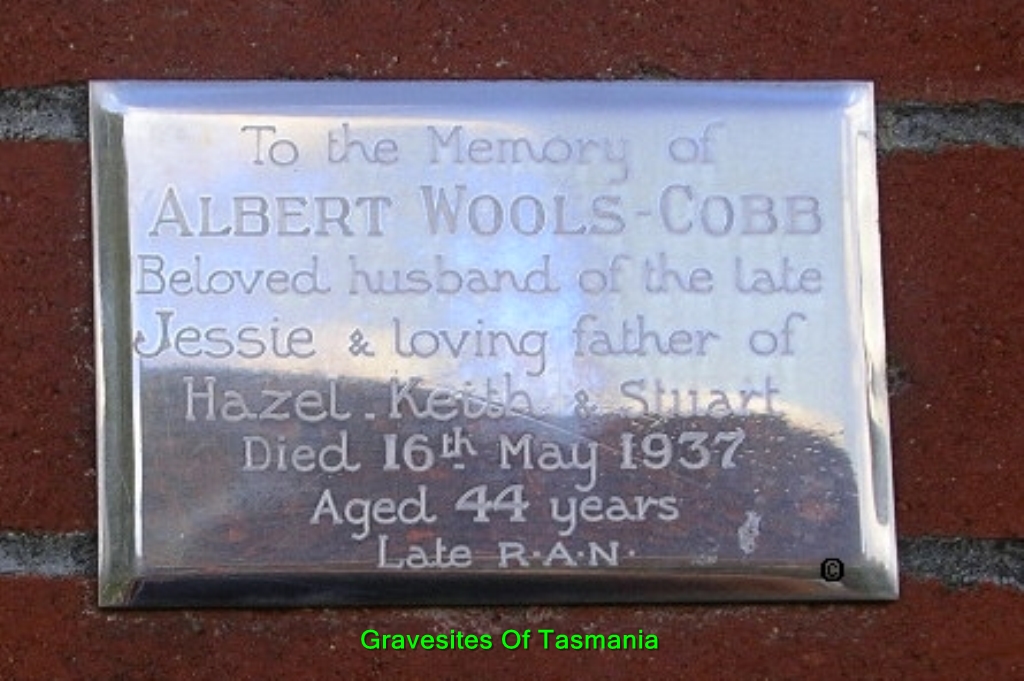 To the Memory of
ALBERT WOOLS-COBB
Beloved husband of the late
Jessie & loving father of
Hazel. Keith & Stuart
Died 16th May 1937
Aged 44 years
Late R.A.N.
©
Gravesites Of Tasmania